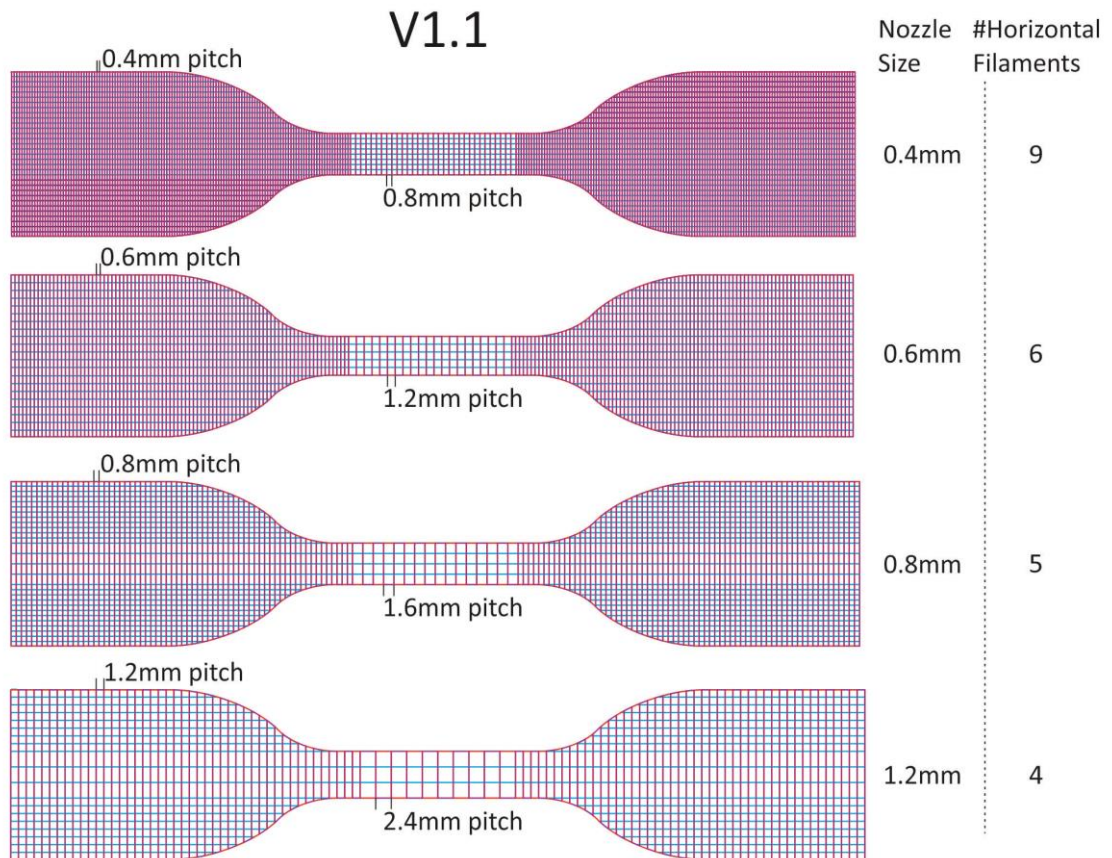 V1.1
Nozzle #Horizontal
Size Filaments
0.4mm pitch
0.8mm pitch
0.4mm 9
0.6mm pitch
1.2mm pitch
0.6mm 6
0.8mm pitch
1.6mm pitch
0.8mm 5
1.2mm pitch
2.4mm pitch
1.2mm 4